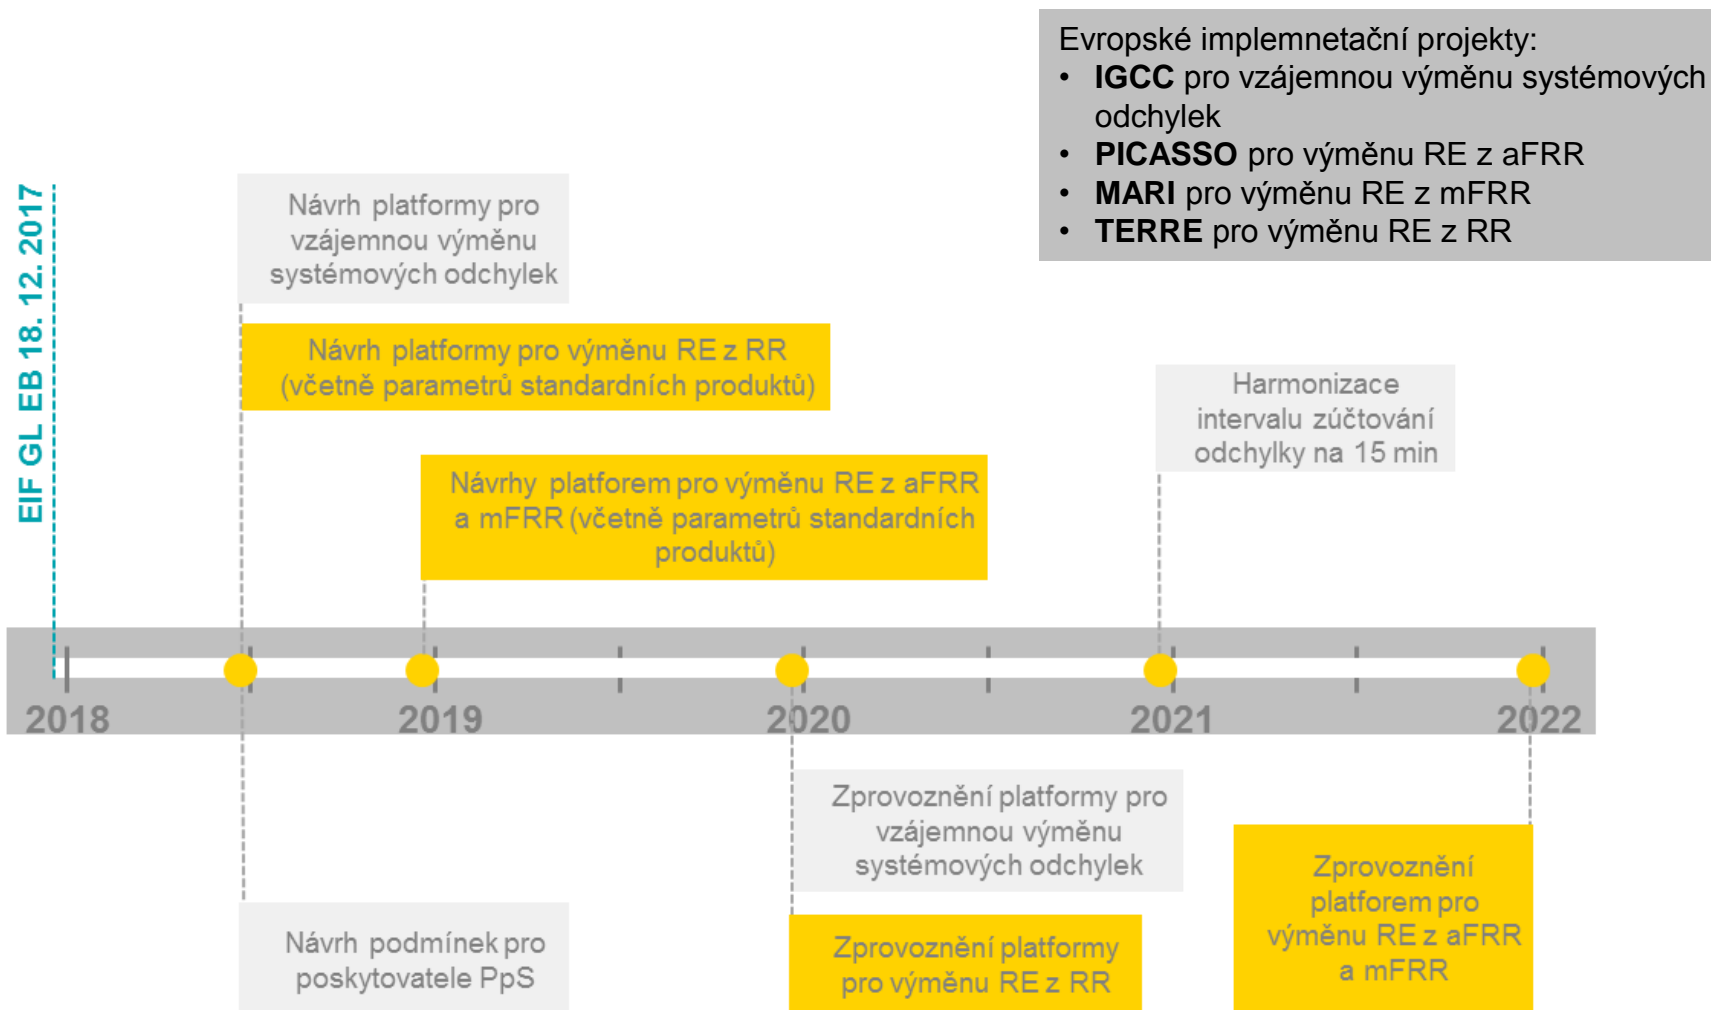 Evropské implemnetační projekty:
• IGCC pro vzájemnou výměnu systémových
odchylek
• PICASSO pro výměnu RE z aFRR
• MARI pro výměnu RE z mFRR
• TERRE pro výměnu RE z RR
EIF GL EB 18. 12. 2017
Návrh platformy pro
vzájemnou výměnu
systémových odchylek
Návrh platformy pro výměnu RE z RR
(včetně parametrů standardních produktů)
Harmonizace
intervalu zúčtování
odchylky na 15 min
Návrhy platforem pro výměnu RE z aFRR
a mFRR (včetně parametrů standardních
produktů)
2018
2019
2020
2021
2022
Zprovoznění platformy pro
vzájemnou výměnu
systémových odchylek
Zprovoznění
platforem pro
výměnu RE z aFRR
a mFRR
Návrh podmínek pro
poskytovatele PpS
Zprovoznění platformy
pro výměnu RE z RR